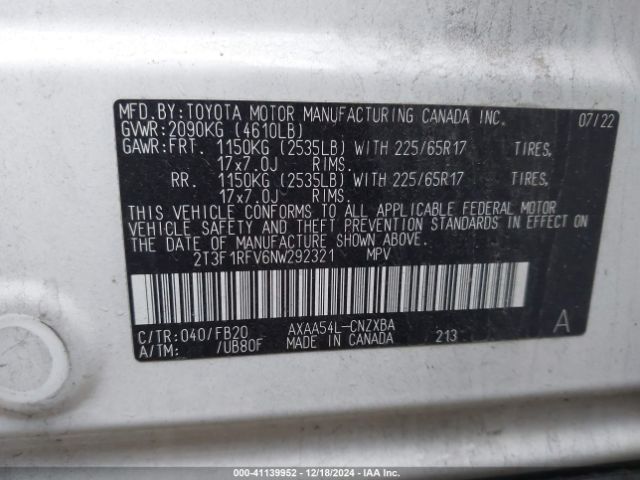 MFD.BY:TOYOTA MOTOR MANUFACTURING CANADA INC. 07/22
GVWR:2090KG (4610LB)
GAWR:FRT. 1150KG (2535LB) WITH 225/65R17 TIRES,
17x7.0J RIMS.
RR. 1150KG (2535LB) WITH 225/65R17 TIRES,
17x7.0J RIMS.
THIS VEHICLE CONFORMS TO ALL APPLICABLE FEDERAL MOTOR
VEHICLE SAFETY AND THEFT PREVENTION STANDARDS IN EFFECT ON
THE DATE OF MANUFACTURE SHOWN ABOVE.
2T3F1RFV6NW292321 MPV
C/TR:040/FB20 AXAA54L-CNZXBA A
A/TM: /UB80F MADE IN CANADA 213
000-41139952 - 12/18/2024 - IAA, Inc.